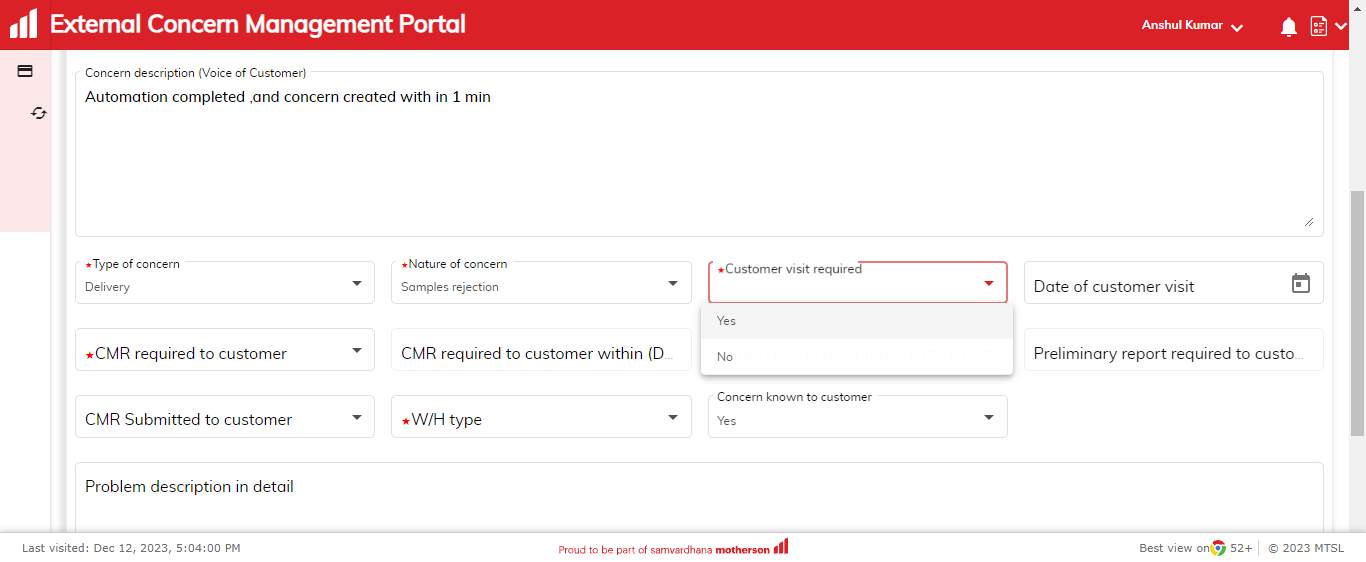 External Concern Management Portal
Anshul Kumar
Concern description (Voice of Customer)
Automation completed ,and concern created with in 1 min
★Type of concern
Delivery
★Nature of concern
Samples rejection
★Customer visit required
Date of customer visit
Yes
No
★CMR required to customer
CMR required to customer within (D...
Preliminary report required to custo...
CMR Submitted to customer
★W/H type
Concern known to customer
Yes
Problem description in detail
Last visited: Dec 12, 2023, 5:04:00 PM
Proud to be part of samvardhana motherson
Best view on 52+
© 2023 MTSL